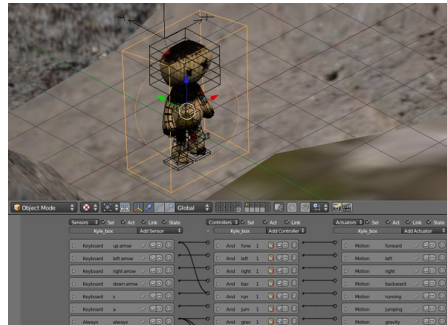 Object Mode Global
Sensors Sel Act Link State Controllers Sel Act Link Actuators Sel Act Link State
Kyle_box Add Sensor Kyle_box Add Controller Kyle_box Add Actuator
Keyboard up arrow And forw 1 Motion forward
Keyboard left arrow And left 1 Motion left
Keyboard right arrow And right 1 Motion right
Keyboard down arrow And bac 1 Motion backward
Keyboard And run 1 Motion running
Keyboard And jum 1 Motion jumping
Always always And grav 1 Motion gravity